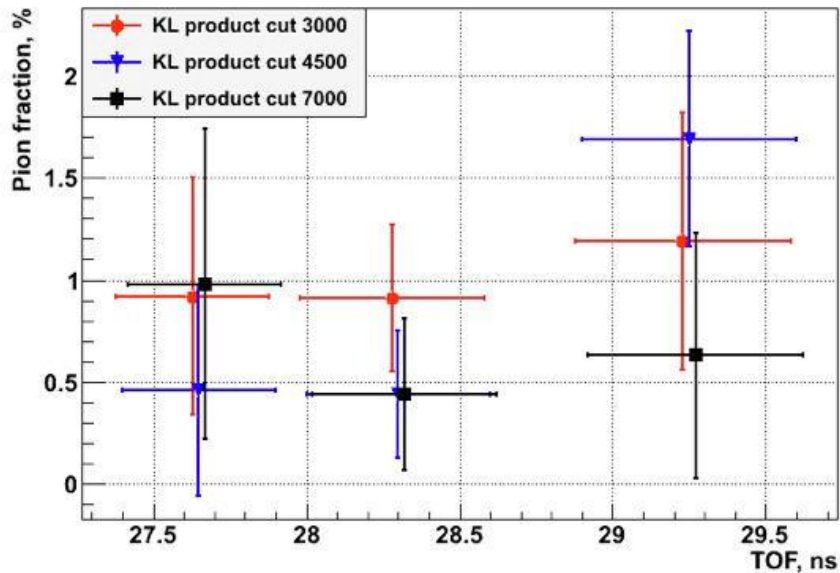 KL product cut 3000
KL product cut 4500
KL product cut 7000
Pion fraction, %
2
1.5
1
0.5
0
27.5 28 28.5 29 29.5
TOF, ns